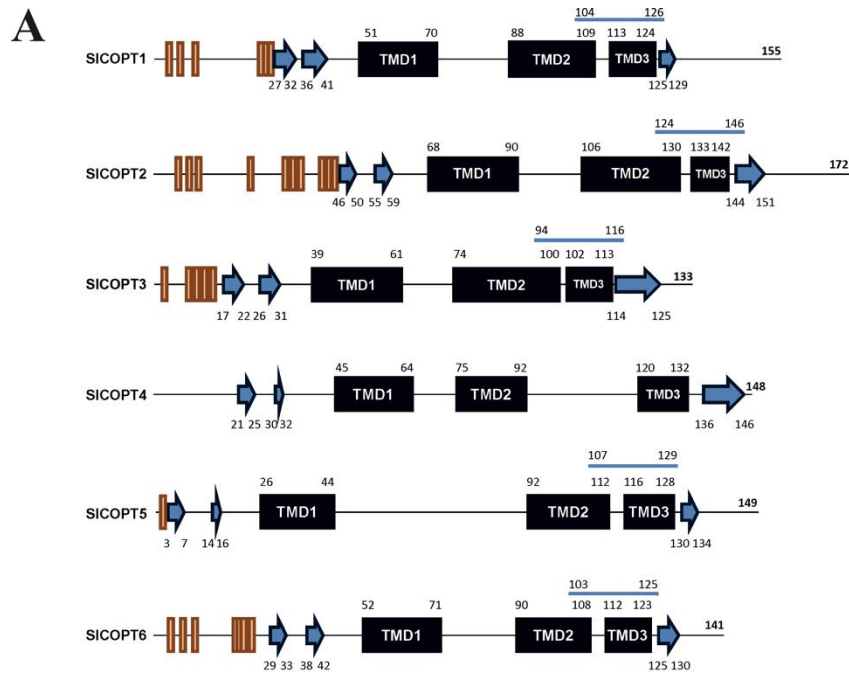 A
104 126
51 70 88 109 113 124
SlCOPT1 TMD1 TMD2 TMD3 155
27 32 36 41 125 129
124 146
68 90 106 130 133 142
SlCOPT2 TMD1 TMD2 TMD3 172
46 50 55 59 144 151
94 116
39 61 74 100 102 113
SlCOPT3 TMD1 TMD2 TMD3 133
17 22 26 31 114 125
45 64 75 92 120 132
SlCOPT4 TMD1 TMD2 TMD3 148
21 25 30 32 136 146
107 129
26 44 92 112 116 128
SlCOPT5 TMD1 TMD2 TMD3 149
3 7 14 16 130 134
103 125
52 71 90 108 112 123
SlCOPT6 TMD1 TMD2 TMD3 141
29 33 38 42 125 130